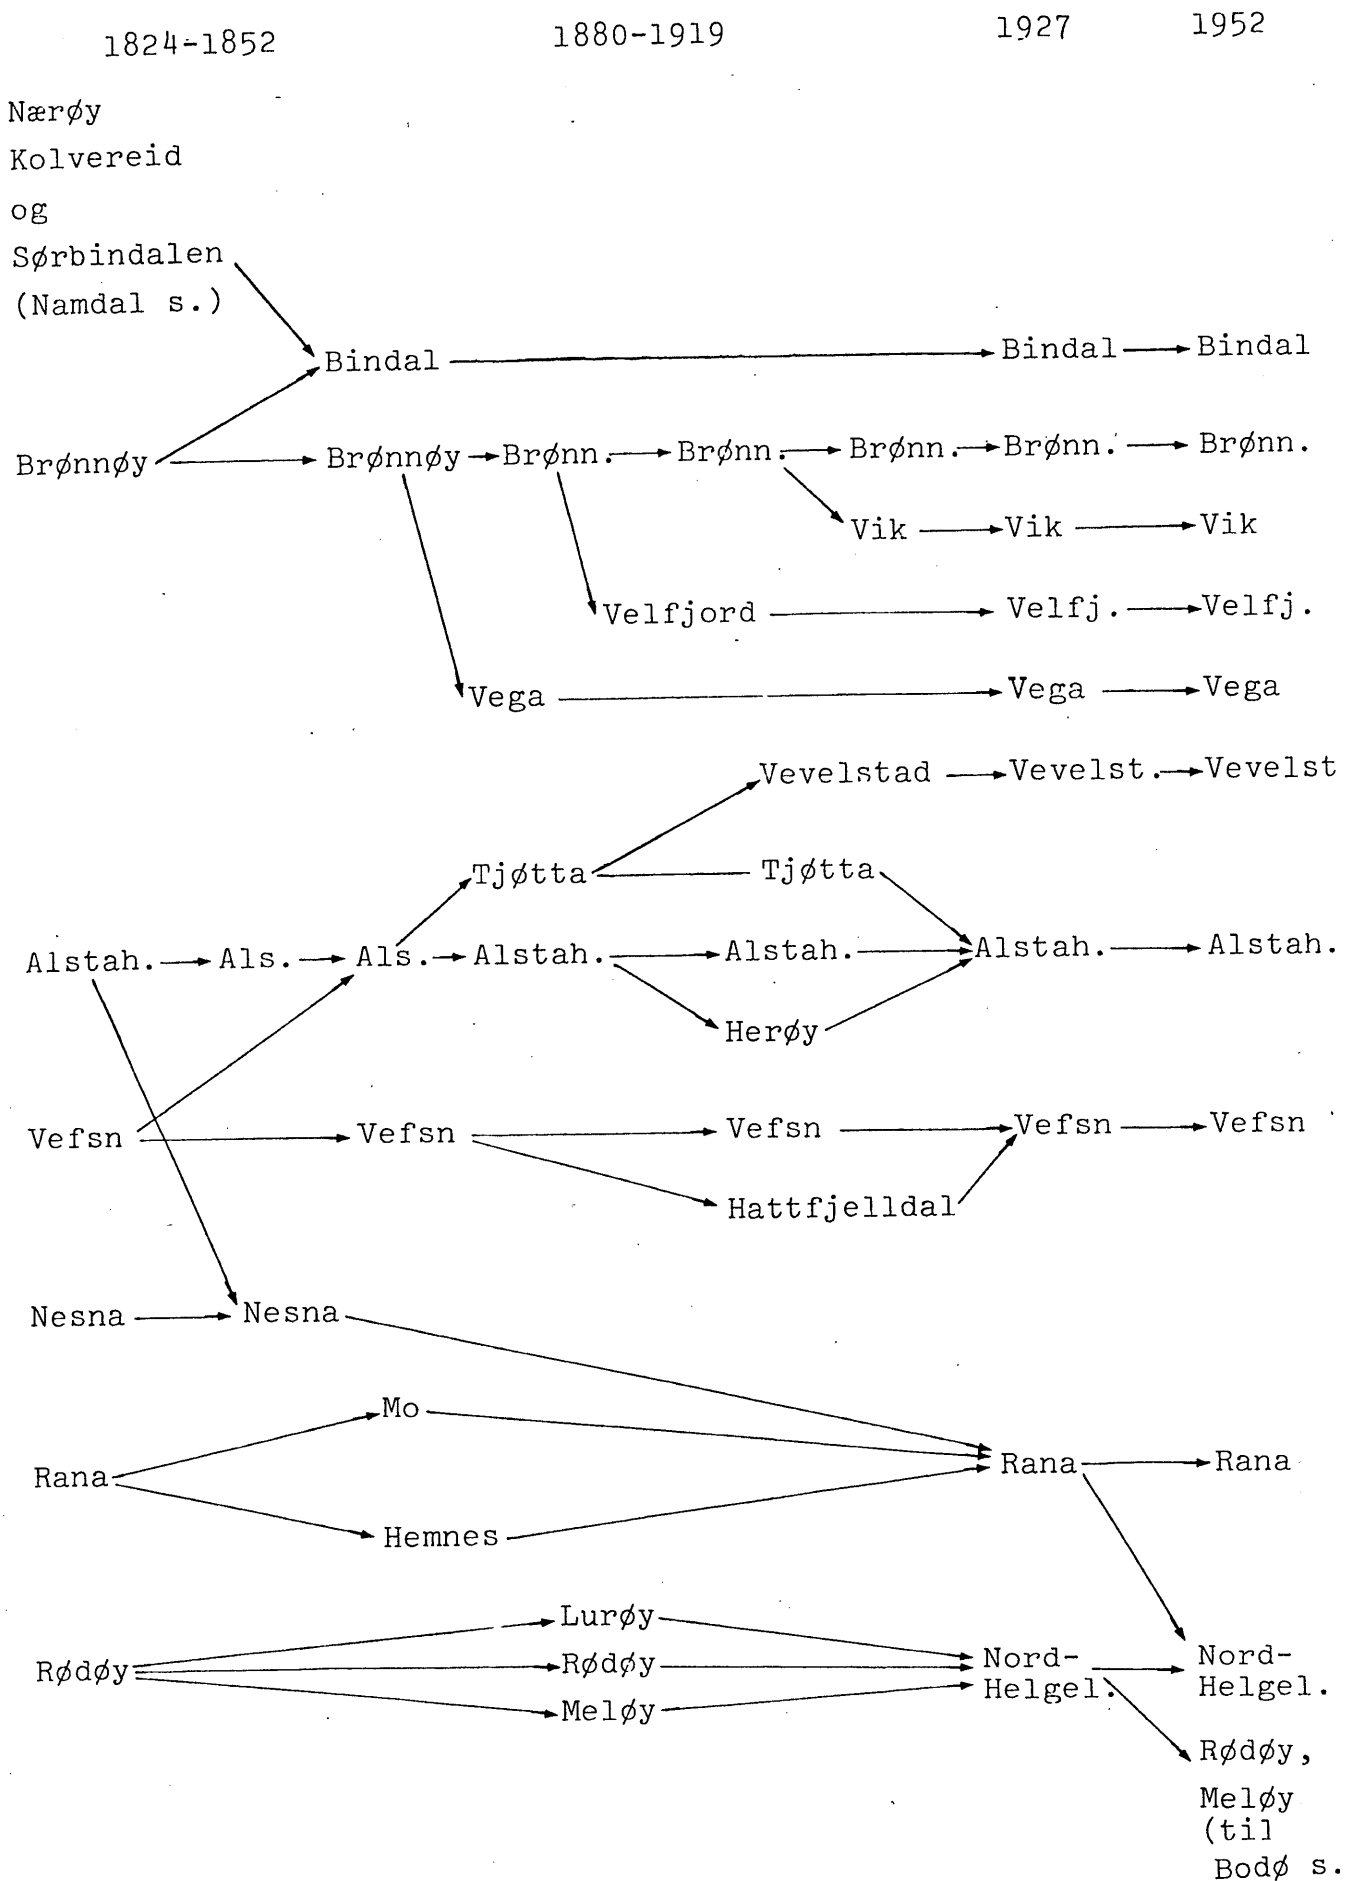 1824-1852 1880-1919 1927 1952
Nærøy
Kolvereid
og
Sørbindalen
(Namdal s.)
Bindal Bindal Bindal
Brønnøy Brønnøy Brønn. Brønn. Brønn. Brønn. Brønn.
Vik Vik Vik
Velfjord Velfj. Velfj.
Vega Vega Vega
Vevelstad Vevelst. Vevelst
Tjøtta Tjøtta
Alstah. Als. Als. Alstah. Alstah. Alstah. Alstah.
Herøy
Vefsn Vefsn Vefsn Vefsn Vefsn
Hattfjelldal
Nesna Nesna
Mo
Rana Rana Rana
Hemnes
Lurøy
Rødøy Rødøy Nord- Nord-
Helgel. Helgel.
Meløy
Rødøy,
Meløy
(til
Bodø s.